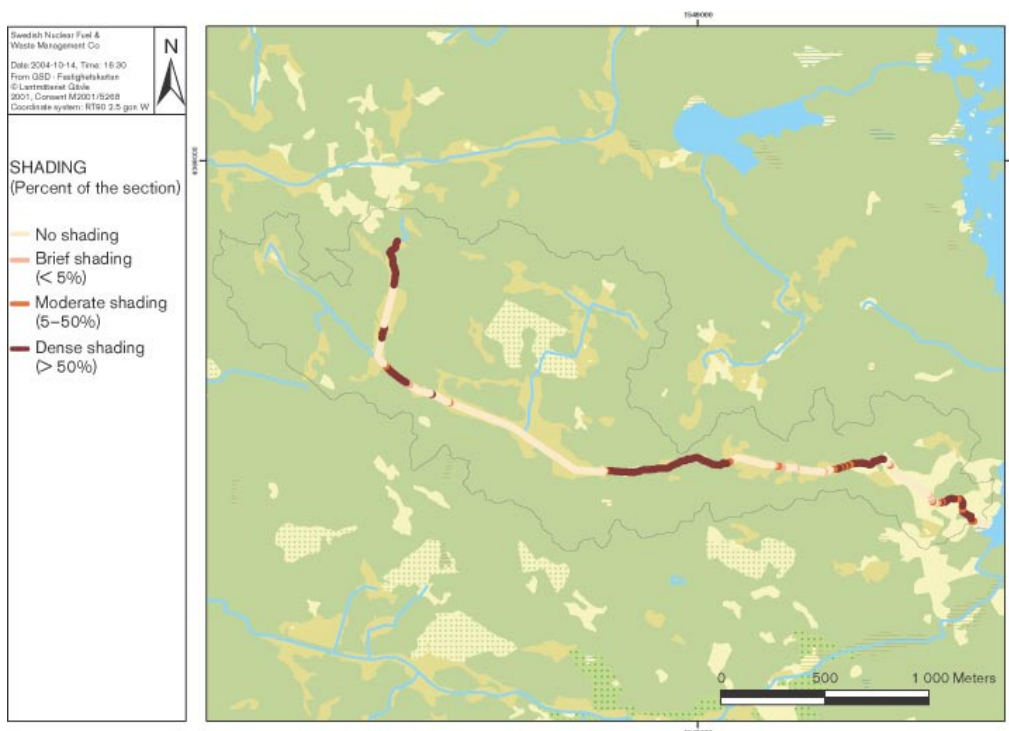 Swedish Nuclear Fuel &
Waste Management Co
N
Date: 2004-10-14, Time: 16:30
From GSD - Fastighetskartan
© Lantmäteriet Gävle
2001, Consent M2001/5268
Coordinate system: RT90 2.5 gon W
SHADING
(Percent of the section)
No shading
Brief shading
(< 5%)
Moderate shading
(5–50%)
Dense shading
(> 50%)
0 500 1 000 Meters